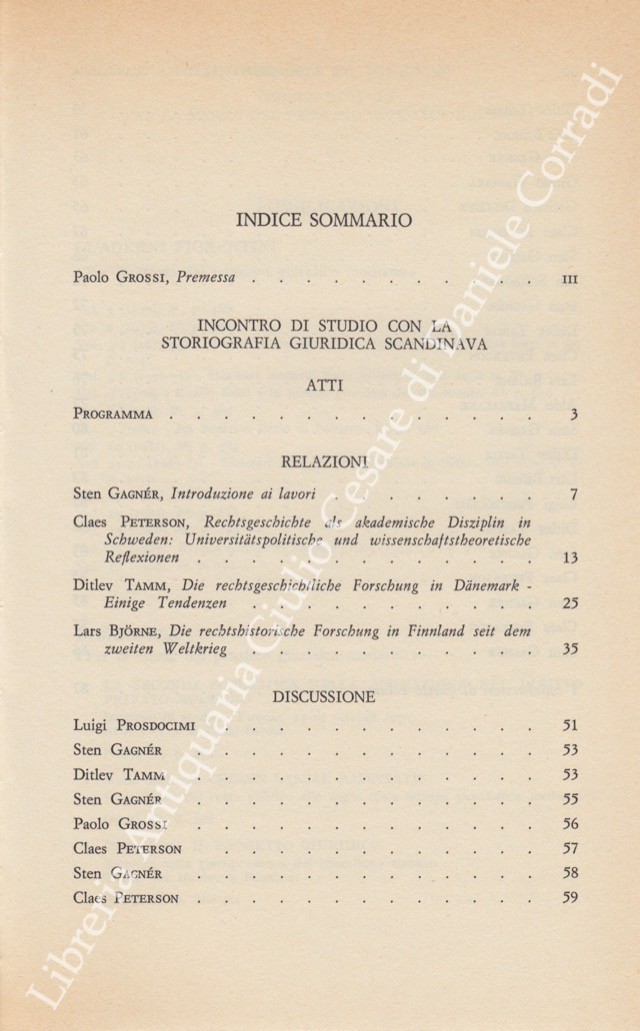 INDICE SOMMARIO
Paolo GROSSI, Premessa . . . . . . . . . . . III
INCONTRO DI STUDIO CON LA
STORIOGRAFIA GIURIDICA SCANDINAVA
ATTI
PROGRAMMA . . . . . . . . . . . . . . 3
RELAZIONI
Sten GAGNÉR, Introduzione ai lavori . . . . . . . . 7
Claes PETERSON, Rechtsgeschichte als akademische Disziplin in
Schweden: Universitätspolitische und wissenschaftstheoretische
Reflexionen . . . . . . . . . . . . . 13
Ditlev TAMM, Die rechtsgeschichtliche Forschung in Dänemark -
Einige Tendenzen . . . . . . . . . . . 25
Lars BJÖRNE, Die rechtshistorische Forschung in Finnland seit dem
zweiten Weltkrieg . . . . . . . . . . . 35
DISCUSSIONE
Luigi PROSDOCIMI . . . . . . . . . . . . 51
Sten GAGNÉR . . . . . . . . . . . . . 53
Ditlev TAMM . . . . . . . . . . . . . 53
Sten GAGNÉR . . . . . . . . . . . . . 55
Paolo GROSSI . . . . . . . . . . . . . 56
Claes PETERSON . . . . . . . . . . . . 57
Sten GAGNÉR . . . . . . . . . . . . . 58
Claes PETERSON . . . . . . . . . . . . . 59
Libreria Antiquaria Giulio Cesare di Daniele Corradi